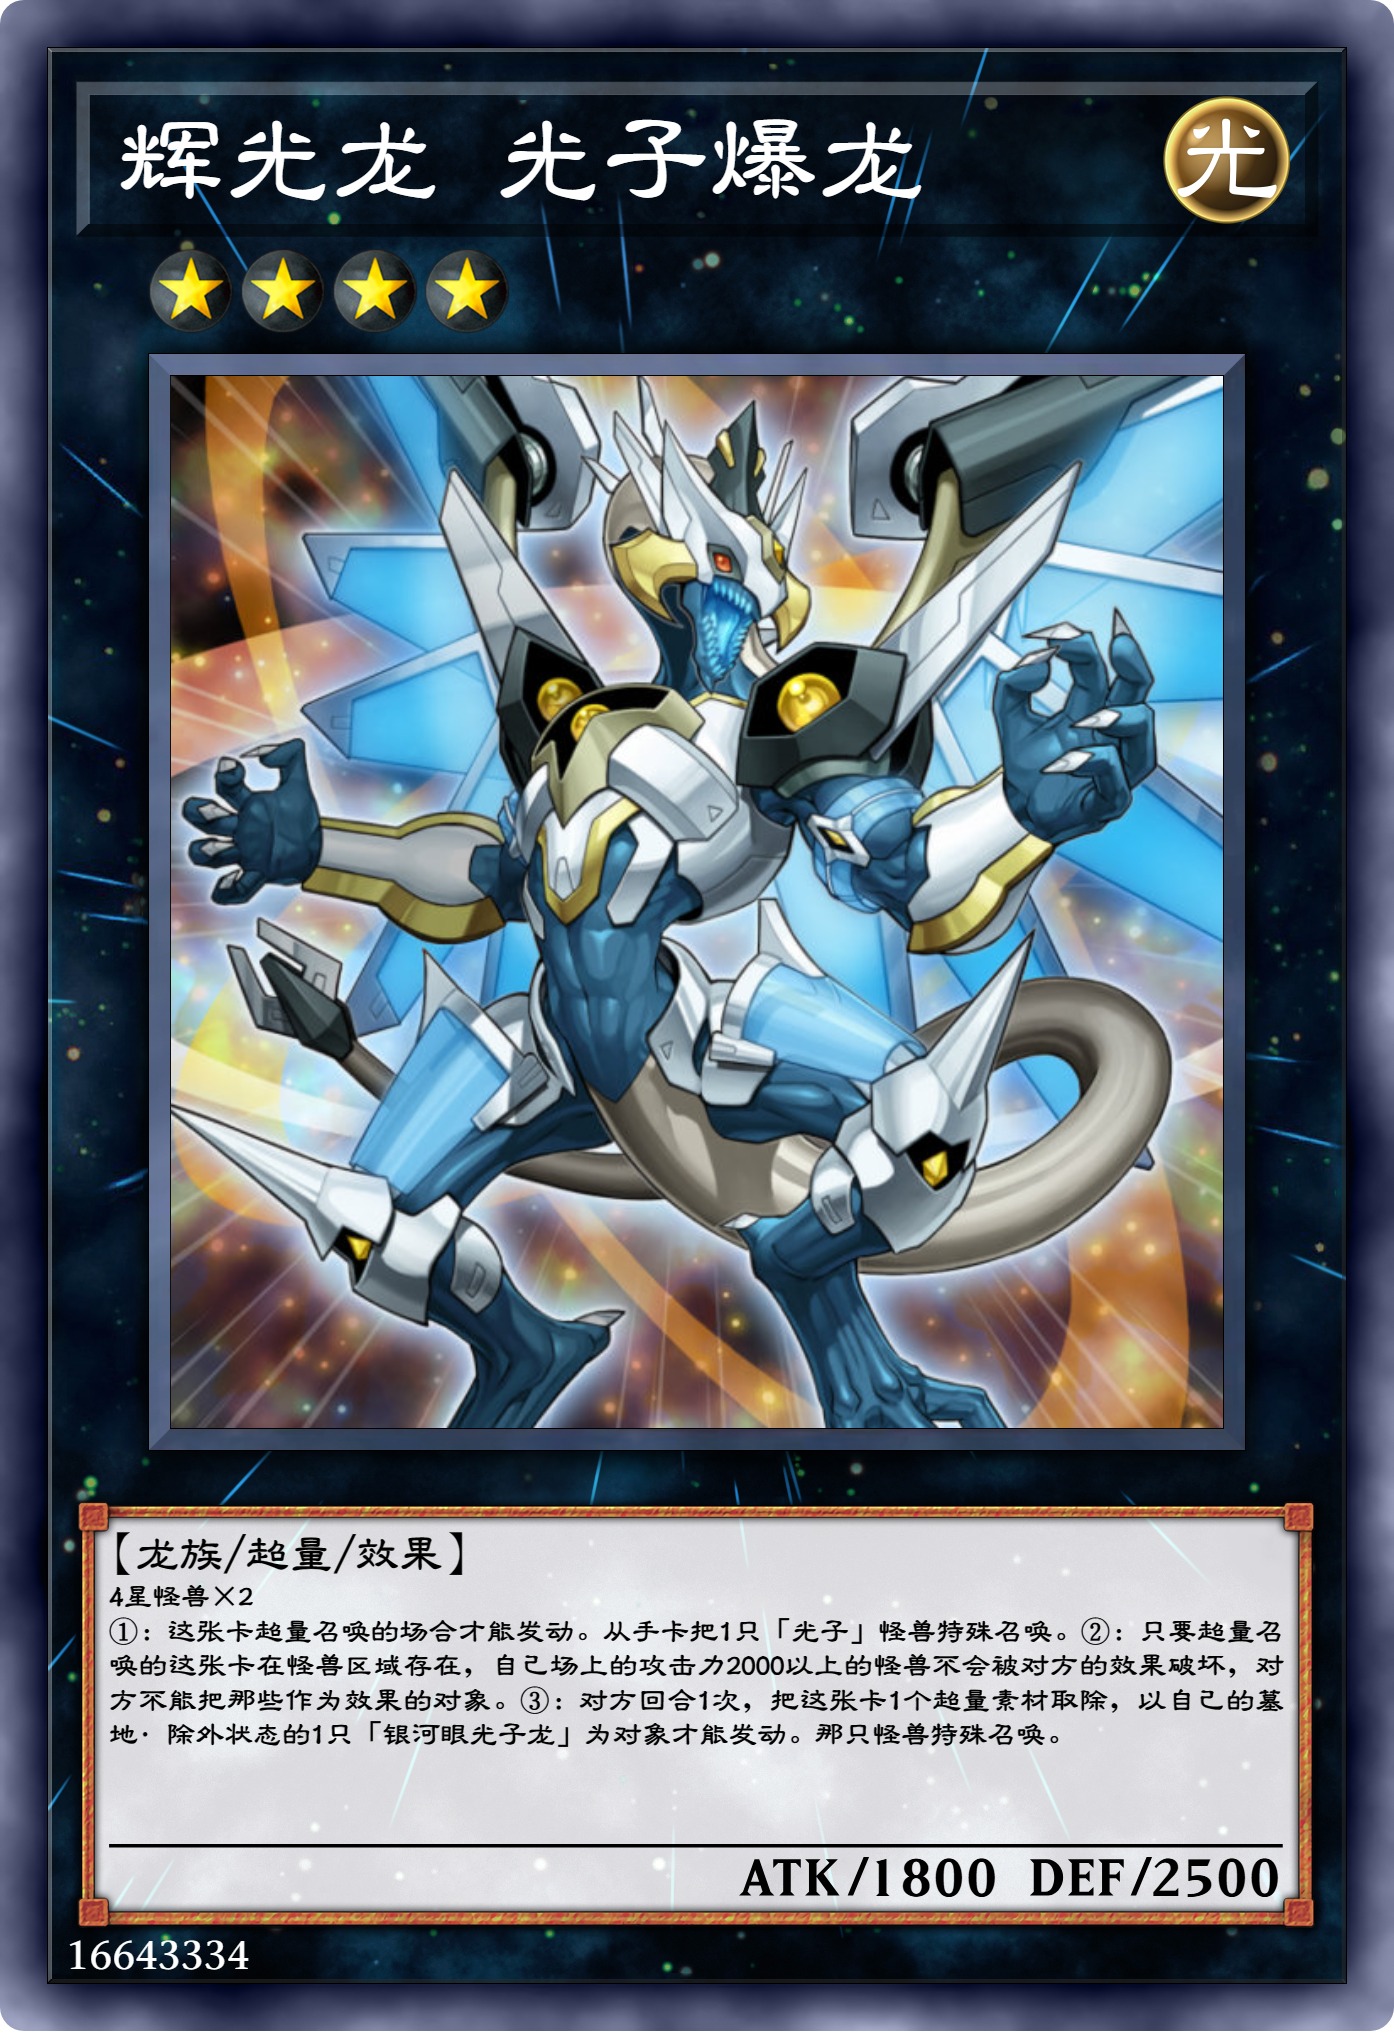 辉光龙 光子爆龙
光
【龙族/超量/效果】
4星怪兽×2
①：这张卡超量召唤的场合才能发动。从手卡把1只「光子」怪兽特殊召唤。②：只要超量召
唤的这张卡在怪兽区域存在，自己场上的攻击力2000以上的怪兽不会被对方的效果破坏，对
方不能把那些作为效果的对象。③：对方回合1次，把这张卡1个超量素材取除，以自己的墓
地·除外状态的1只「银河眼光子龙」为对象才能发动。那只怪兽特殊召唤。
ATK/1800 DEF/2500
16643334